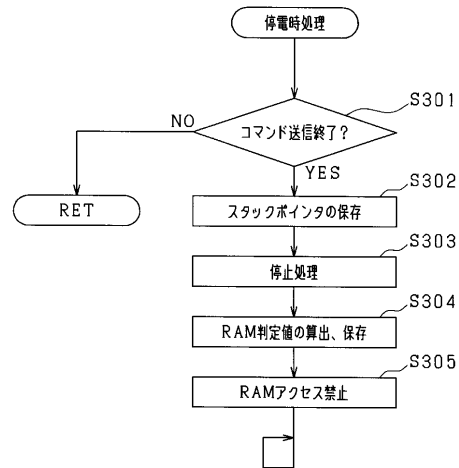 停電時処理
S301
コマンド送信終了?
NO
YES
RET
S302
スタックポインタの保存
S303
停止処理
S304
RAM判定値の算出、保存
S305
RAMアクセス禁止